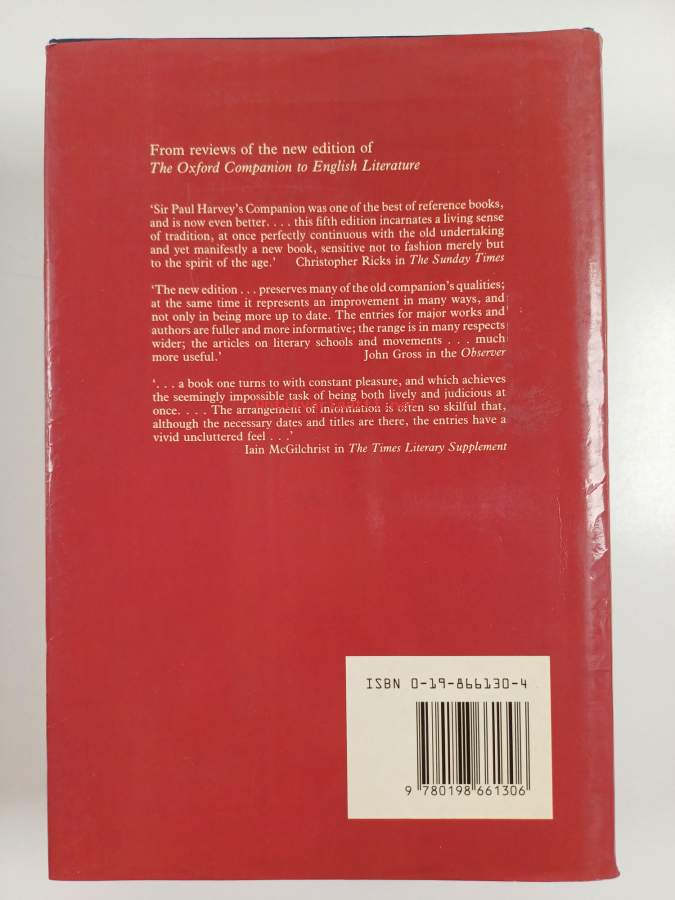 From reviews of the new edition of
The Oxford Companion to English Literature
‘Sir Paul Harvey’s Companion was one of the best of reference books,
and is now even better. . . . this fifth edition incarnates a living sense
of tradition, at once perfectly continuous with the old undertaking
and yet manifestly a new book, sensitive not to fashion merely but
to the spirit of the age.’ Christopher Ricks in The Sunday Times
‘The new edition . . . preserves many of the old companion’s qualities;
at the same time it represents an improvement in many ways, and
not only in being more up to date. The entries for major works and
authors are fuller and more informative; the range is in many respects
wider; the articles on literary schools and movements . . . much
more useful.’ John Gross in the Observer
‘. . . a book one turns to with constant pleasure, and which achieves
the seemingly impossible task of being both lively and judicious at
once. . . . The arrangement of information is often so skilful that,
although the necessary dates and titles are there, the entries have a
vivid uncluttered feel . . .’
Iain McGilchrist in The Times Literary Supplement
ISBN 0-19-866130-4
9 780198 661306